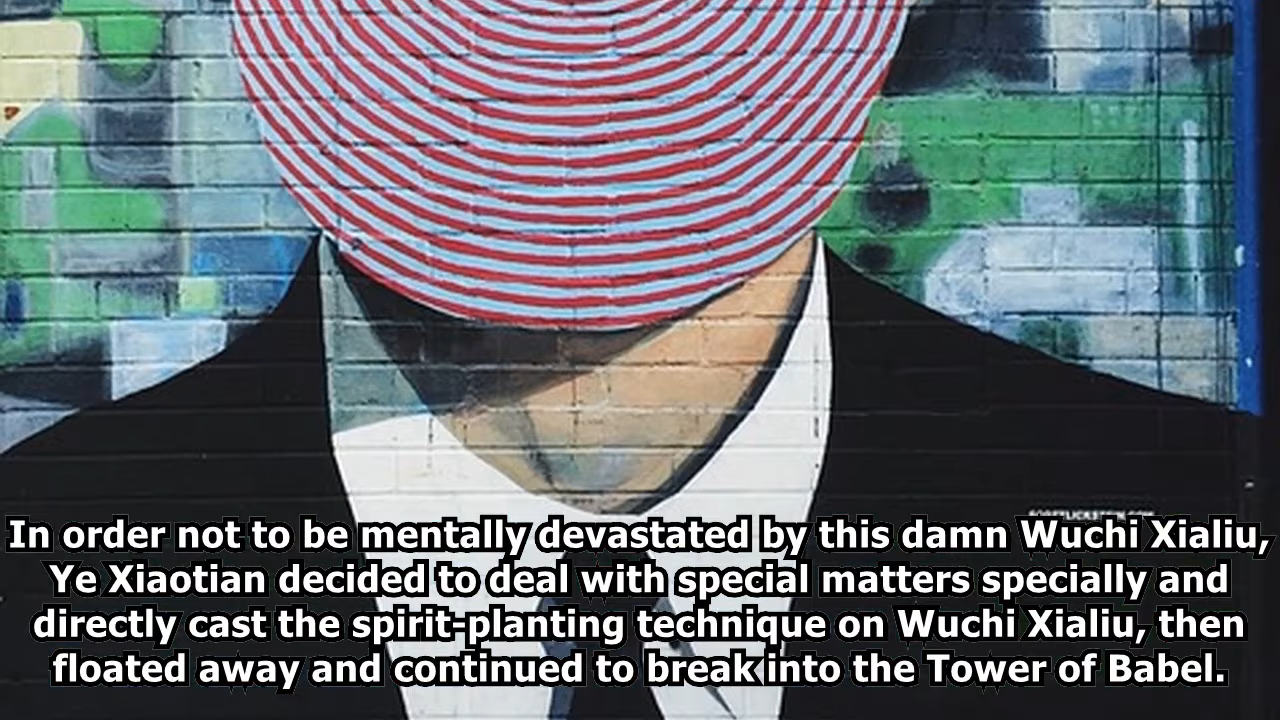 In order not to be mentally devastated by this damn Wuchi Xialiu,
Ye Xiaotian decided to deal with special matters specially and
directly cast the spirit-planting technique on Wuchi Xialiu, then
floated away and continued to break into the Tower of Babel.